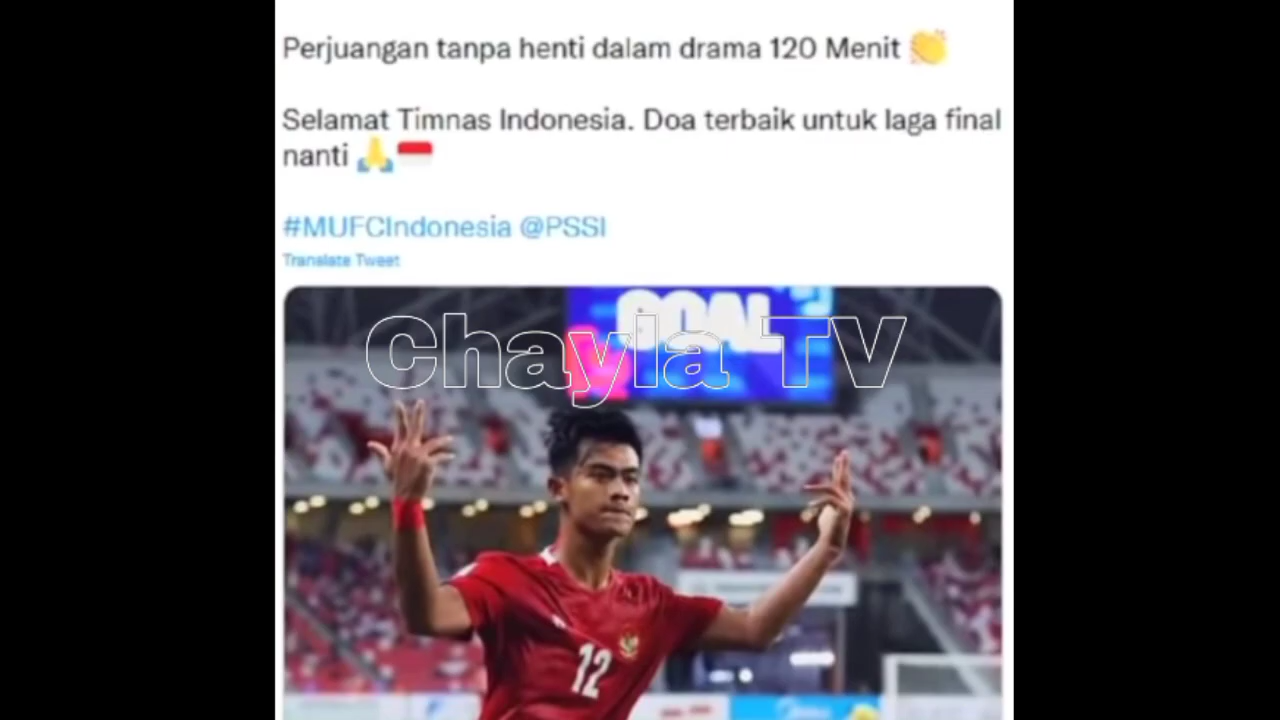 Perjuangan tanpa henti dalam drama 120 Menit 👏
Selamat Timnas Indonesia. Doa terbaik untuk laga final
nanti 🙏🇮🇩
#MUFCIndonesia @PSSI
Translate Tweet
GOAL
Chayla TV
12